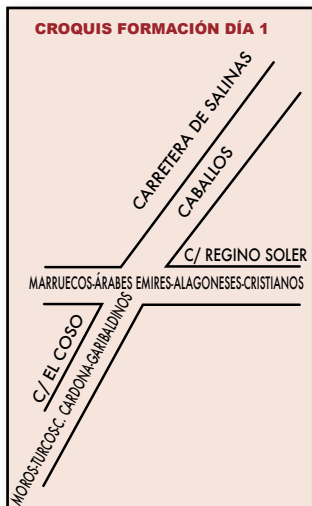 CROQUIS FORMACIÓN DÍA 1
CARRETERA DE SALINAS
CABALLOS
C/ REGINO SOLER
MARRUECOS-ÁRABES EMIRES-ALAGONESES-CRISTIANOS
C/ EL COSO
MOROS-TURCOS-C. CARDONA-GARIBALDINOS